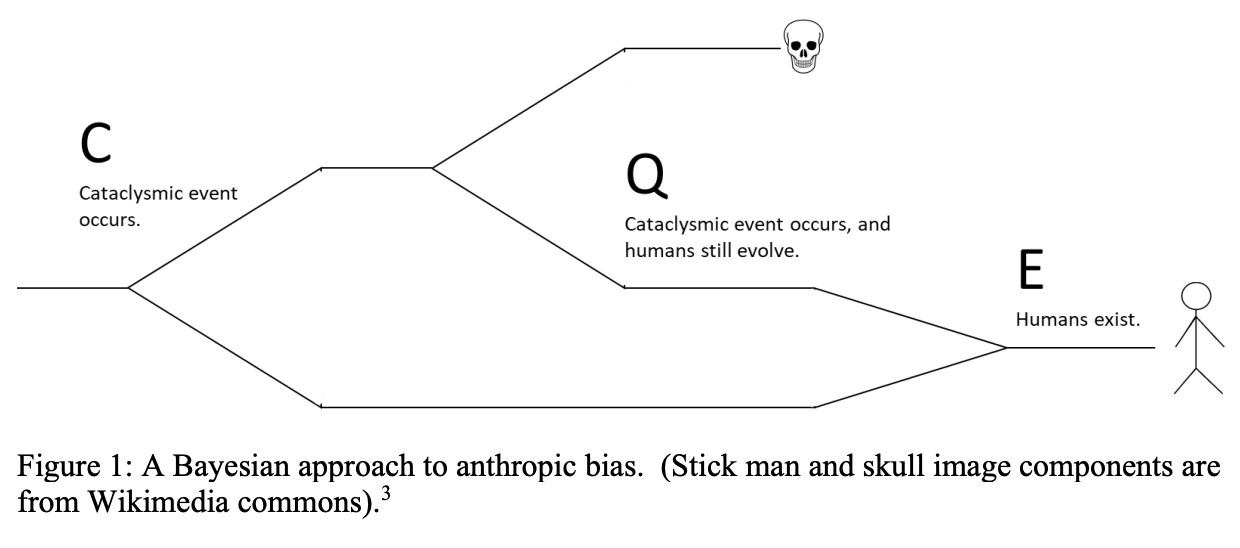 C
Cataclysmic event
occurs.
Q
Cataclysmic event occurs, and
humans still evolve.
E
Humans exist.
Figure 1: A Bayesian approach to anthropic bias.  (Stick man and skull image components are
from Wikimedia commons).³